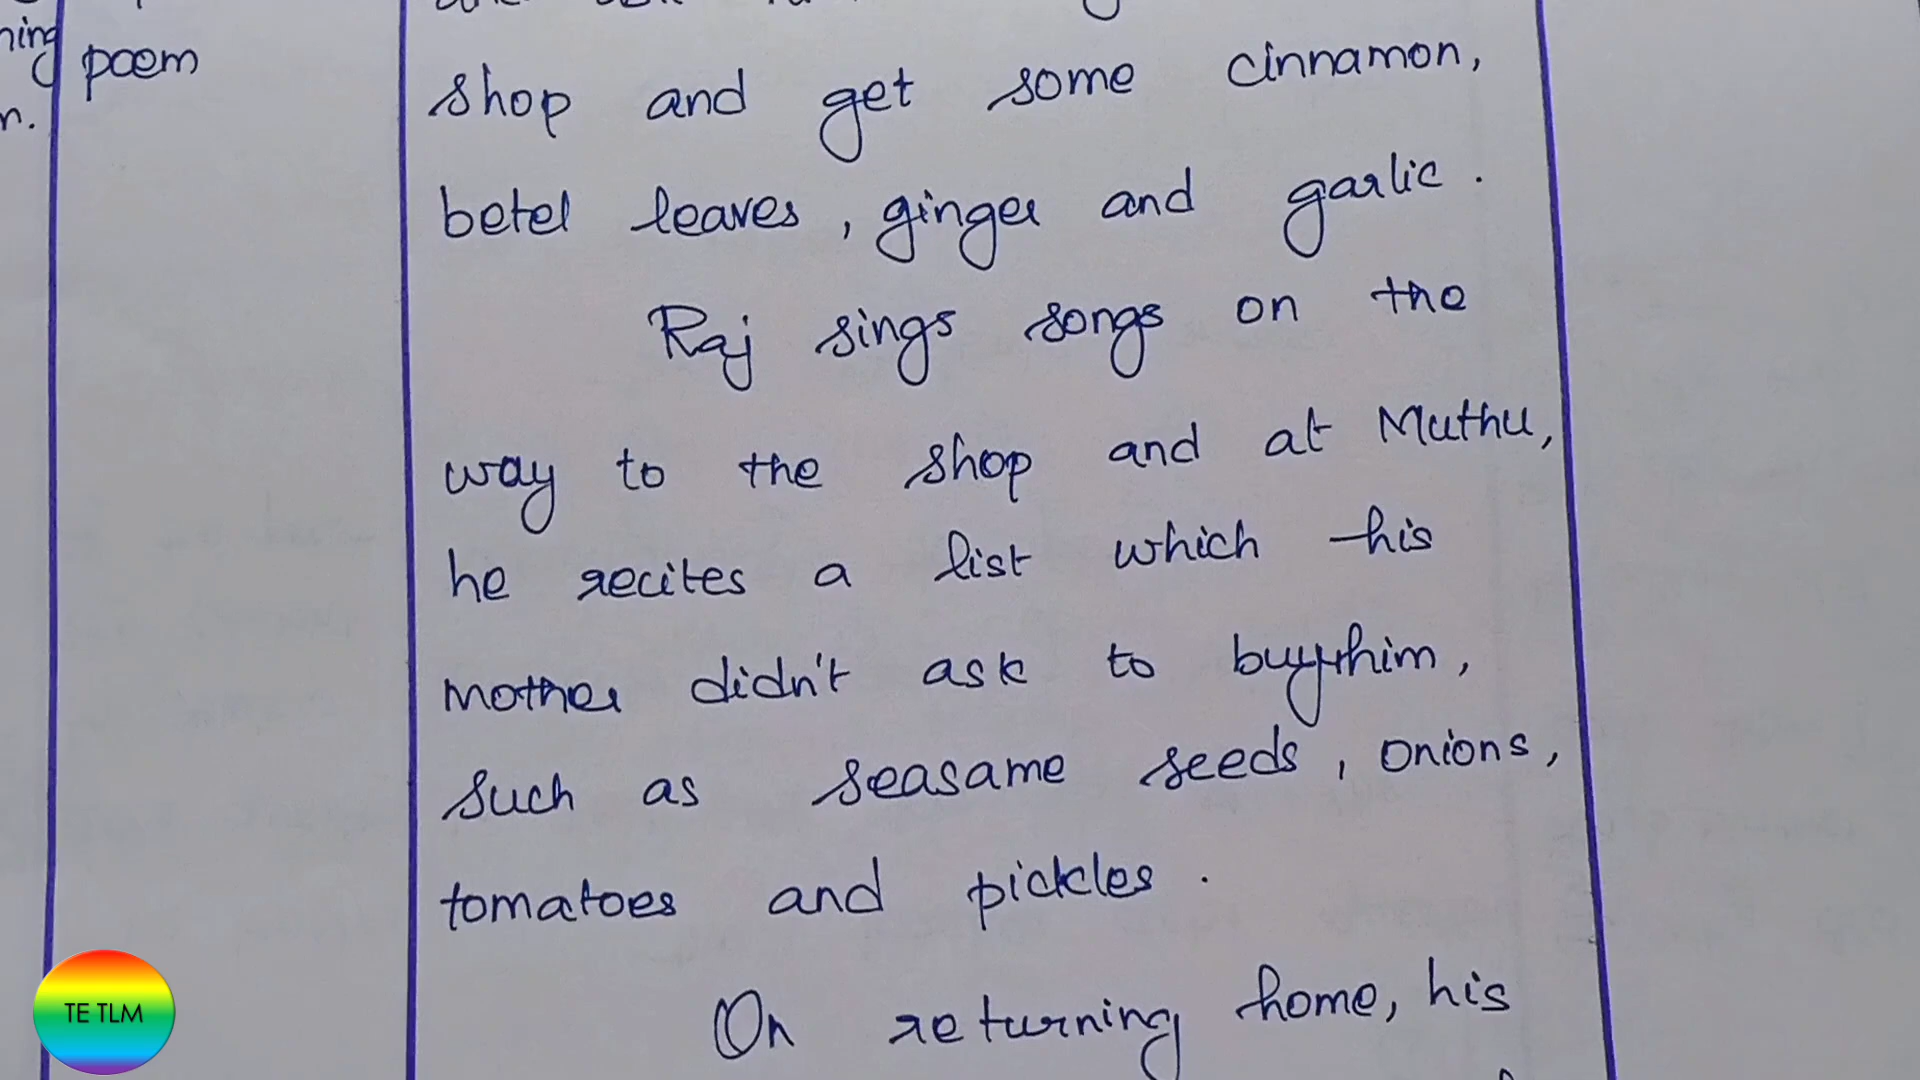 ning
poem
n.
shop and get some cinnamon,
betel leaves, ginger and garlic.
Raj sings songs on the
way to the shop and at Muthu,
he recites a list which his
mother didn't ask to buy him,
such as seasame seeds, onions,
tomatoes and pickles.
On returning home, his
TE TLM